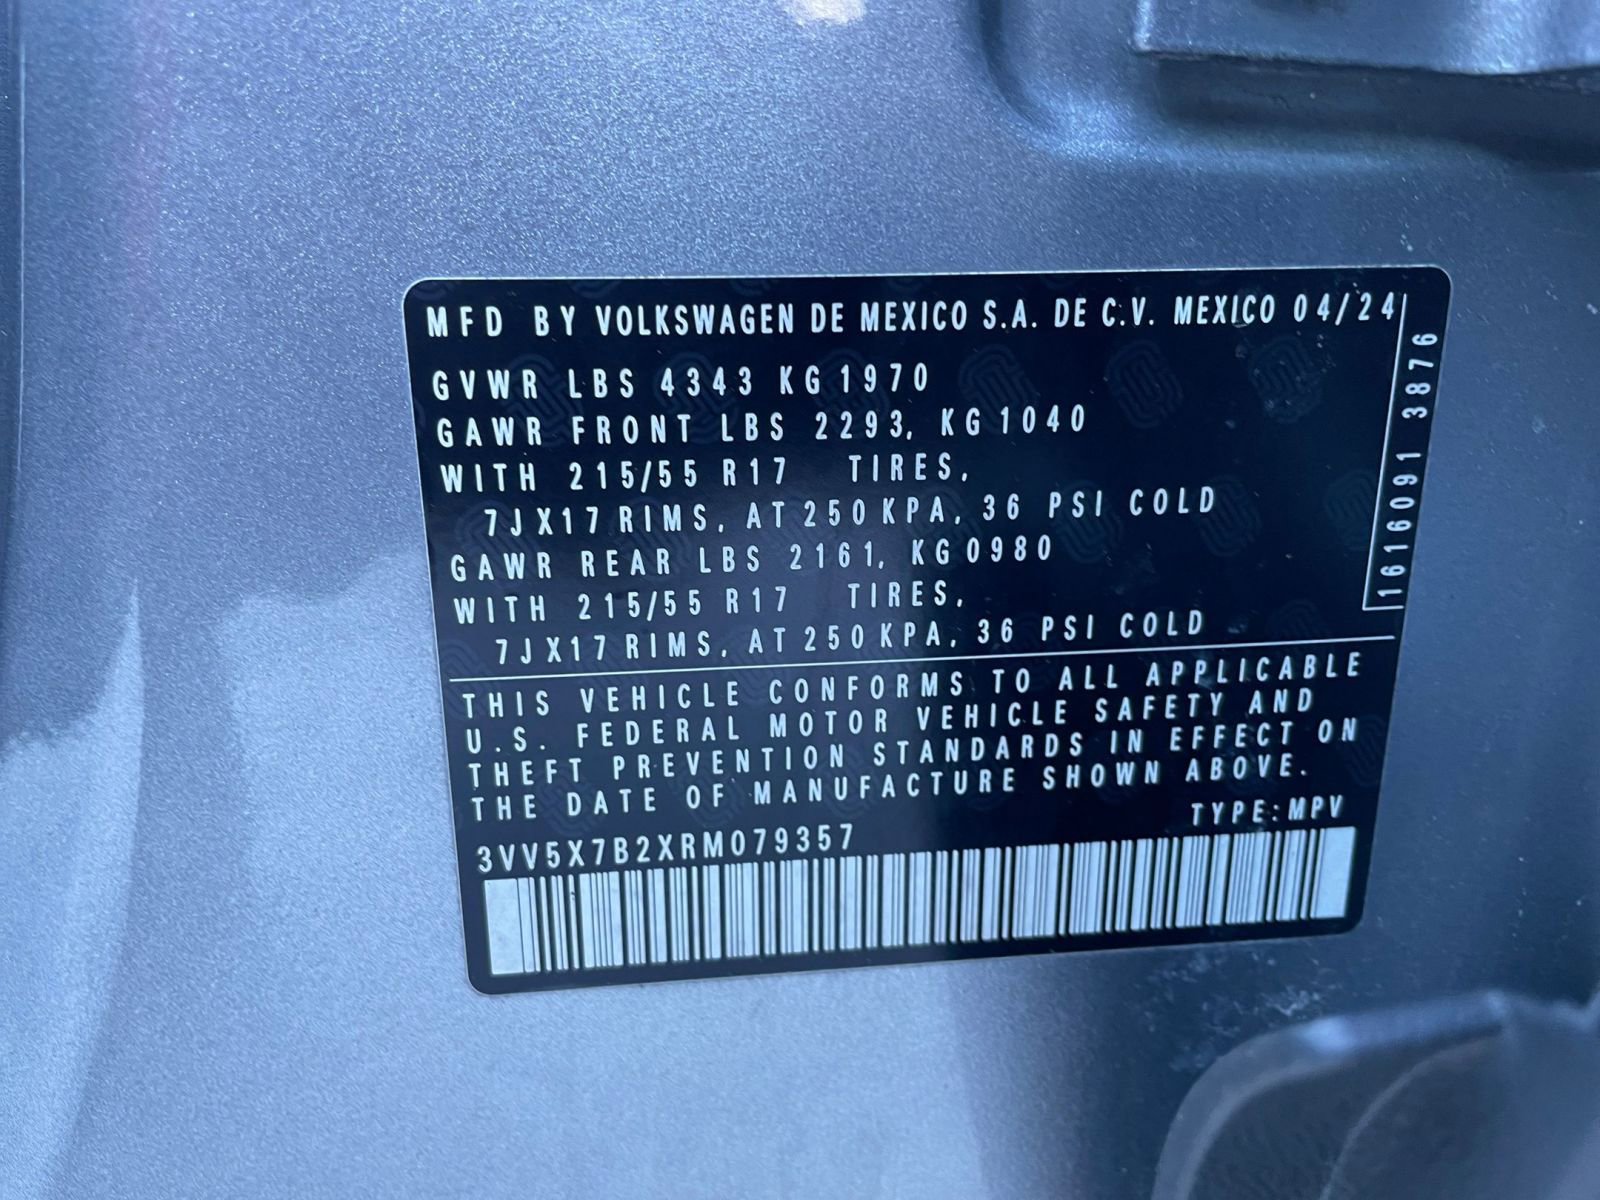 MFD BY VOLKSWAGEN DE MEXICO S.A. DE C.V. MEXICO 04/24
GVWR LBS 4343 KG 1970
GAWR FRONT LBS 2293, KG 1040
WITH 215/55 R17 TIRES,
7JX17 RIMS, AT 250 KPA, 36 PSI COLD
GAWR REAR LBS 2161, KG 0980
WITH 215/55 R17 TIRES,
7JX17 RIMS, AT 250 KPA, 36 PSI COLD
1616091 3876
THIS VEHICLE CONFORMS TO ALL APPLICABLE
U.S. FEDERAL MOTOR VEHICLE SAFETY AND
THEFT PREVENTION STANDARDS IN EFFECT ON
THE DATE OF MANUFACTURE SHOWN ABOVE.
TYPE: MPV
3VV5X7B2XRM079357